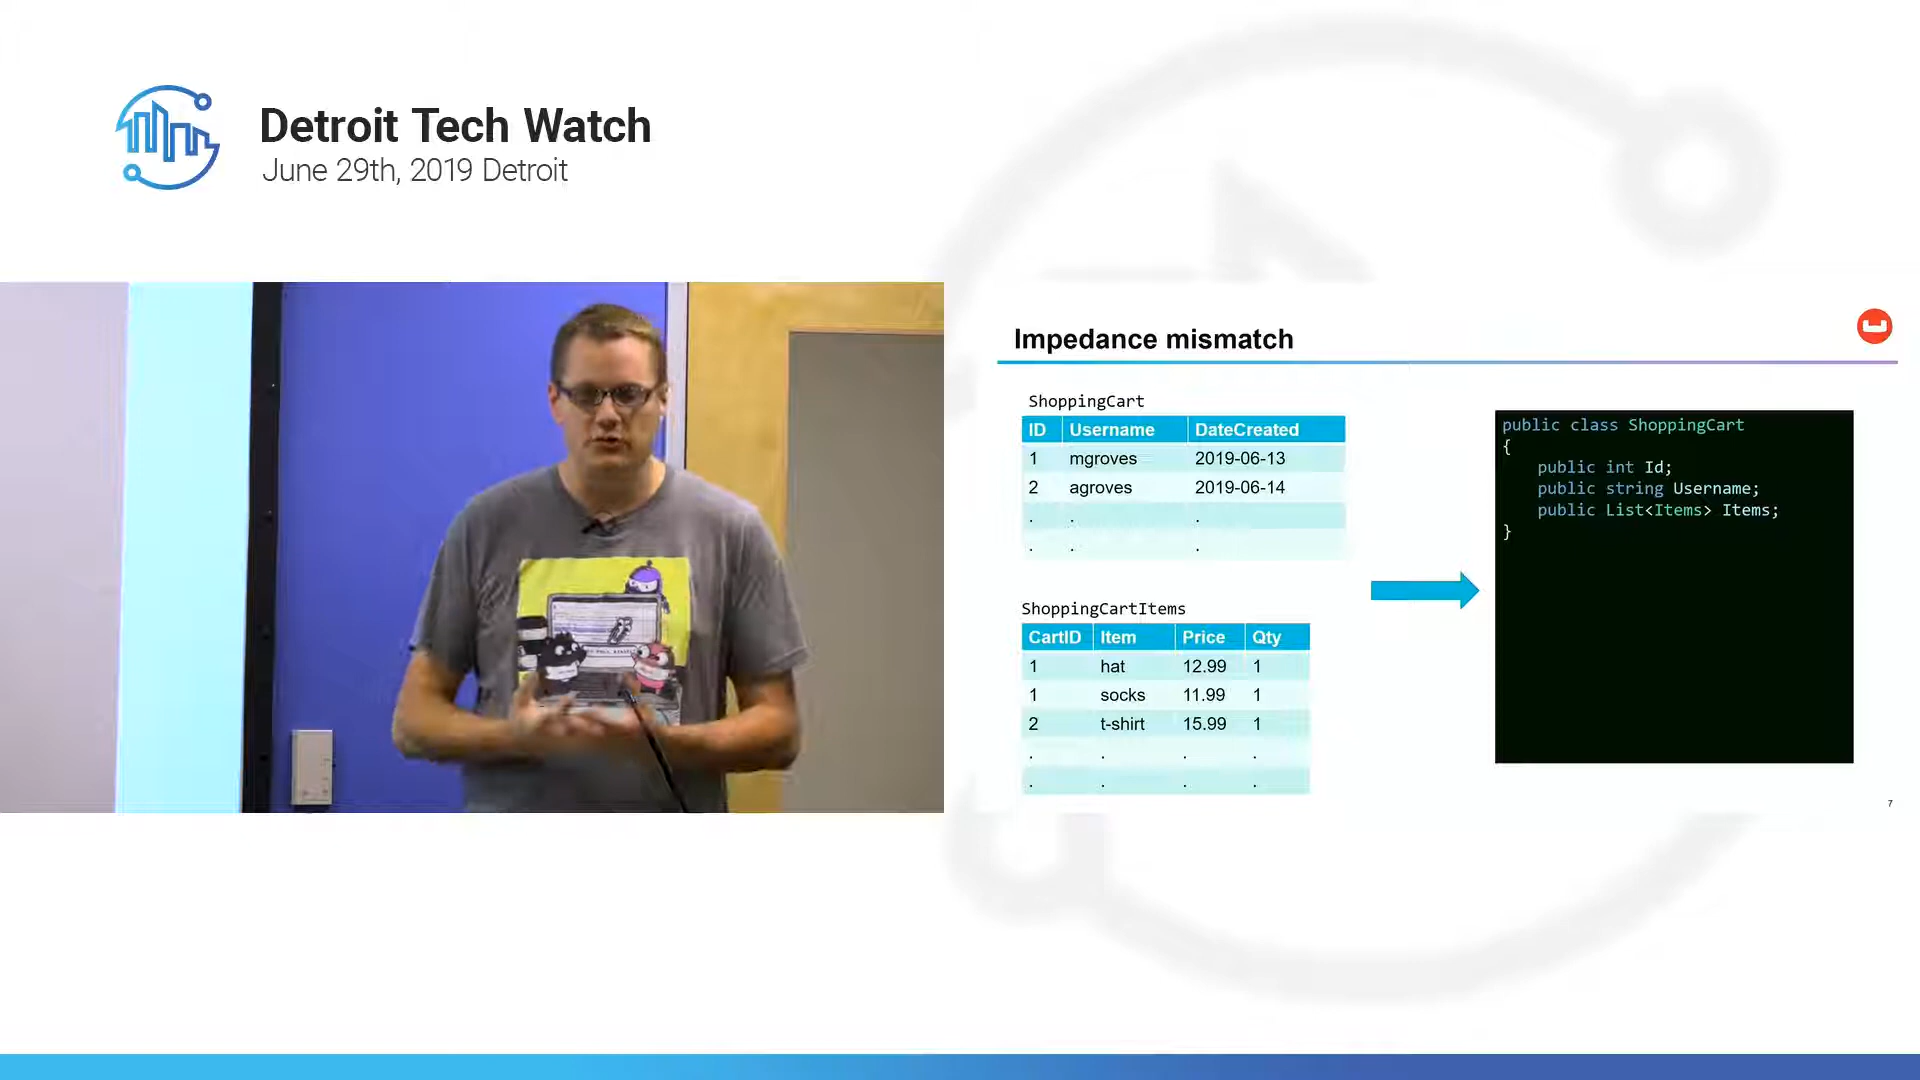 Detroit Tech Watch
June 29th, 2019 Detroit
Impedance mismatch
ShoppingCart
ID Username DateCreated
1 mgroves 2019-06-13
2 agroves 2019-06-14
. . .
. . .
ShoppingCartItems
CartID Item Price Qty
1 hat 12.99 1
1 socks 11.99 1
2 t-shirt 15.99 1
. . . .
. . . .
public class ShoppingCart
{
public int Id;
public string Username;
public List<Items> Items;
}
7